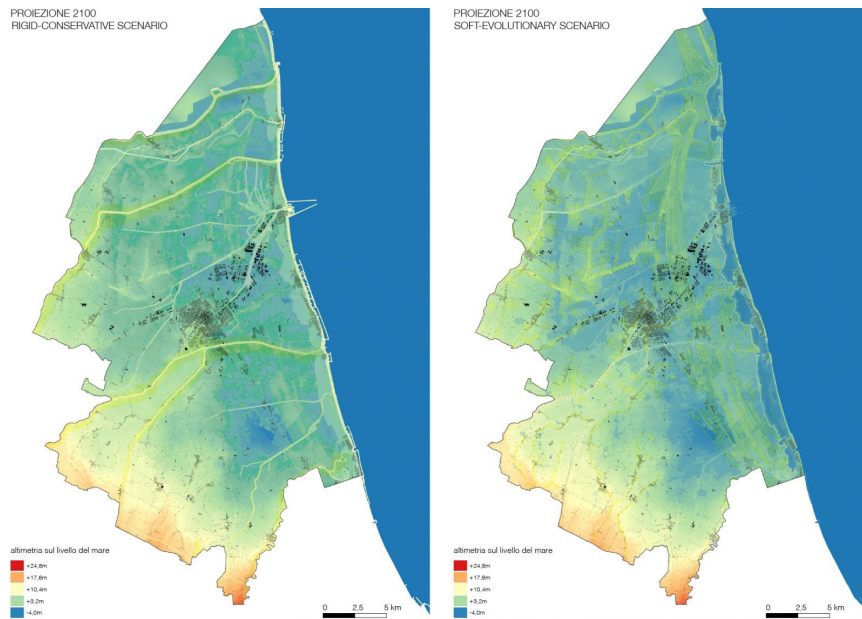 PROIEZIONE 2100
RIGID-CONSERVATIVE SCENARIO
altimetria sul livello del mare
+24,8m
+17,6m
+10,4m
+3,2m
-4,0m
0 2,5 5 km
PROIEZIONE 2100
SOFT-EVOLUTIONARY SCENARIO
altimetria sul livello del mare
+24,8m
+17,6m
+10,4m
+3,2m
-4,0m
0 2,5 5 km